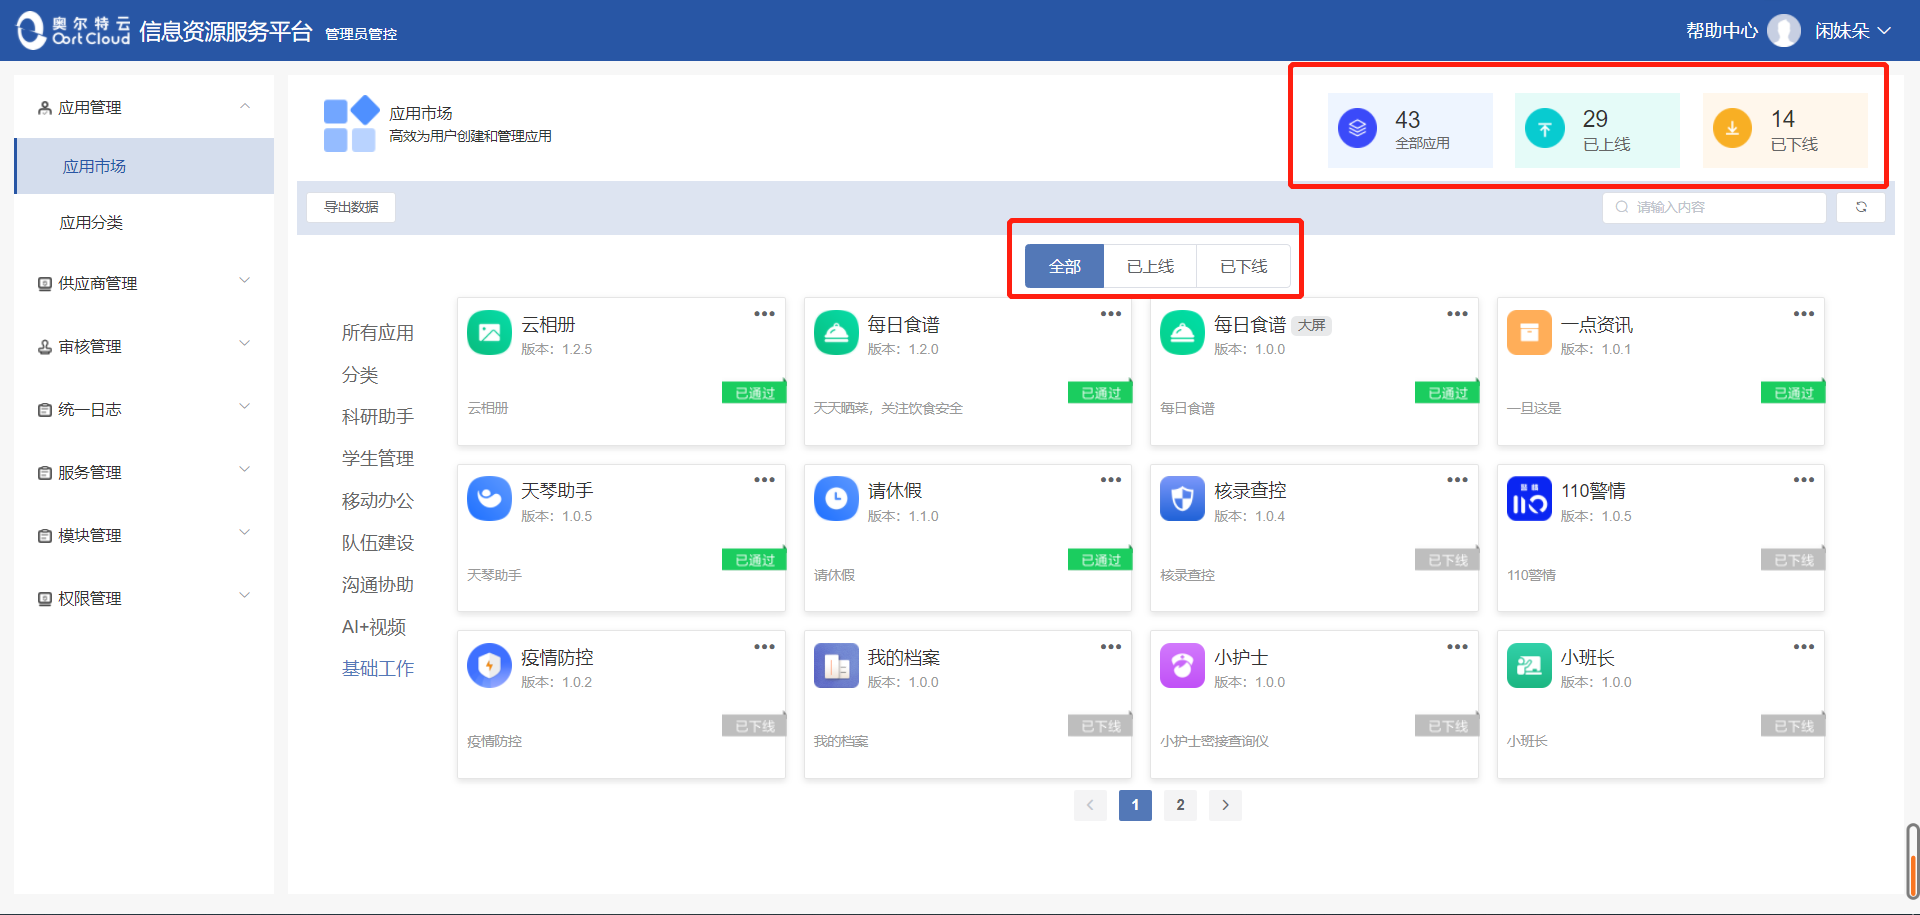 奥尔特云
OortCloud
信息资源服务平台 管理员管控
帮助中心 闲妹朵
应用管理
应用市场
应用分类
供应商管理
审核管理
统一日志
服务管理
模块管理
权限管理
应用市场
高效为用户创建和管理应用
43
全部应用
29
已上线
14
已下线
导出数据
请输入内容
全部 已上线 已下线
所有应用
分类
科研助手
学生管理
移动办公
队伍建设
沟通协助
AI+视频
基础工作
云相册
版本：1.2.5
已通过
云相册
每日食谱
版本：1.2.0
已通过
天天晒菜，关注饮食安全
每日食谱 大屏
版本：1.0.0
已通过
每日食谱
一点资讯
版本：1.0.1
已通过
一旦这是
天琴助手
版本：1.0.5
已通过
天琴助手
请休假
版本：1.1.0
已通过
请休假
核录查控
版本：1.0.4
已下线
核录查控
110警情
版本：1.0.5
已下线
110警情
疫情防控
版本：1.0.2
已下线
疫情防控
我的档案
版本：1.0.0
已下线
我的档案
小护士
版本：1.0.0
已下线
小护士密接查询仪
小班长
版本：1.0.0
已下线
小班长
1 2